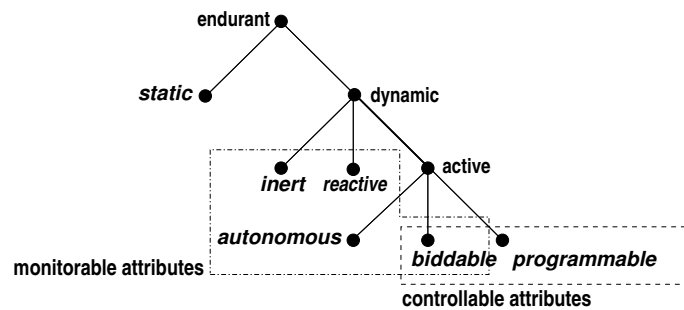 endurant
static
dynamic
inert reactive
active
autonomous
biddable programmable
monitorable attributes
controllable attributes